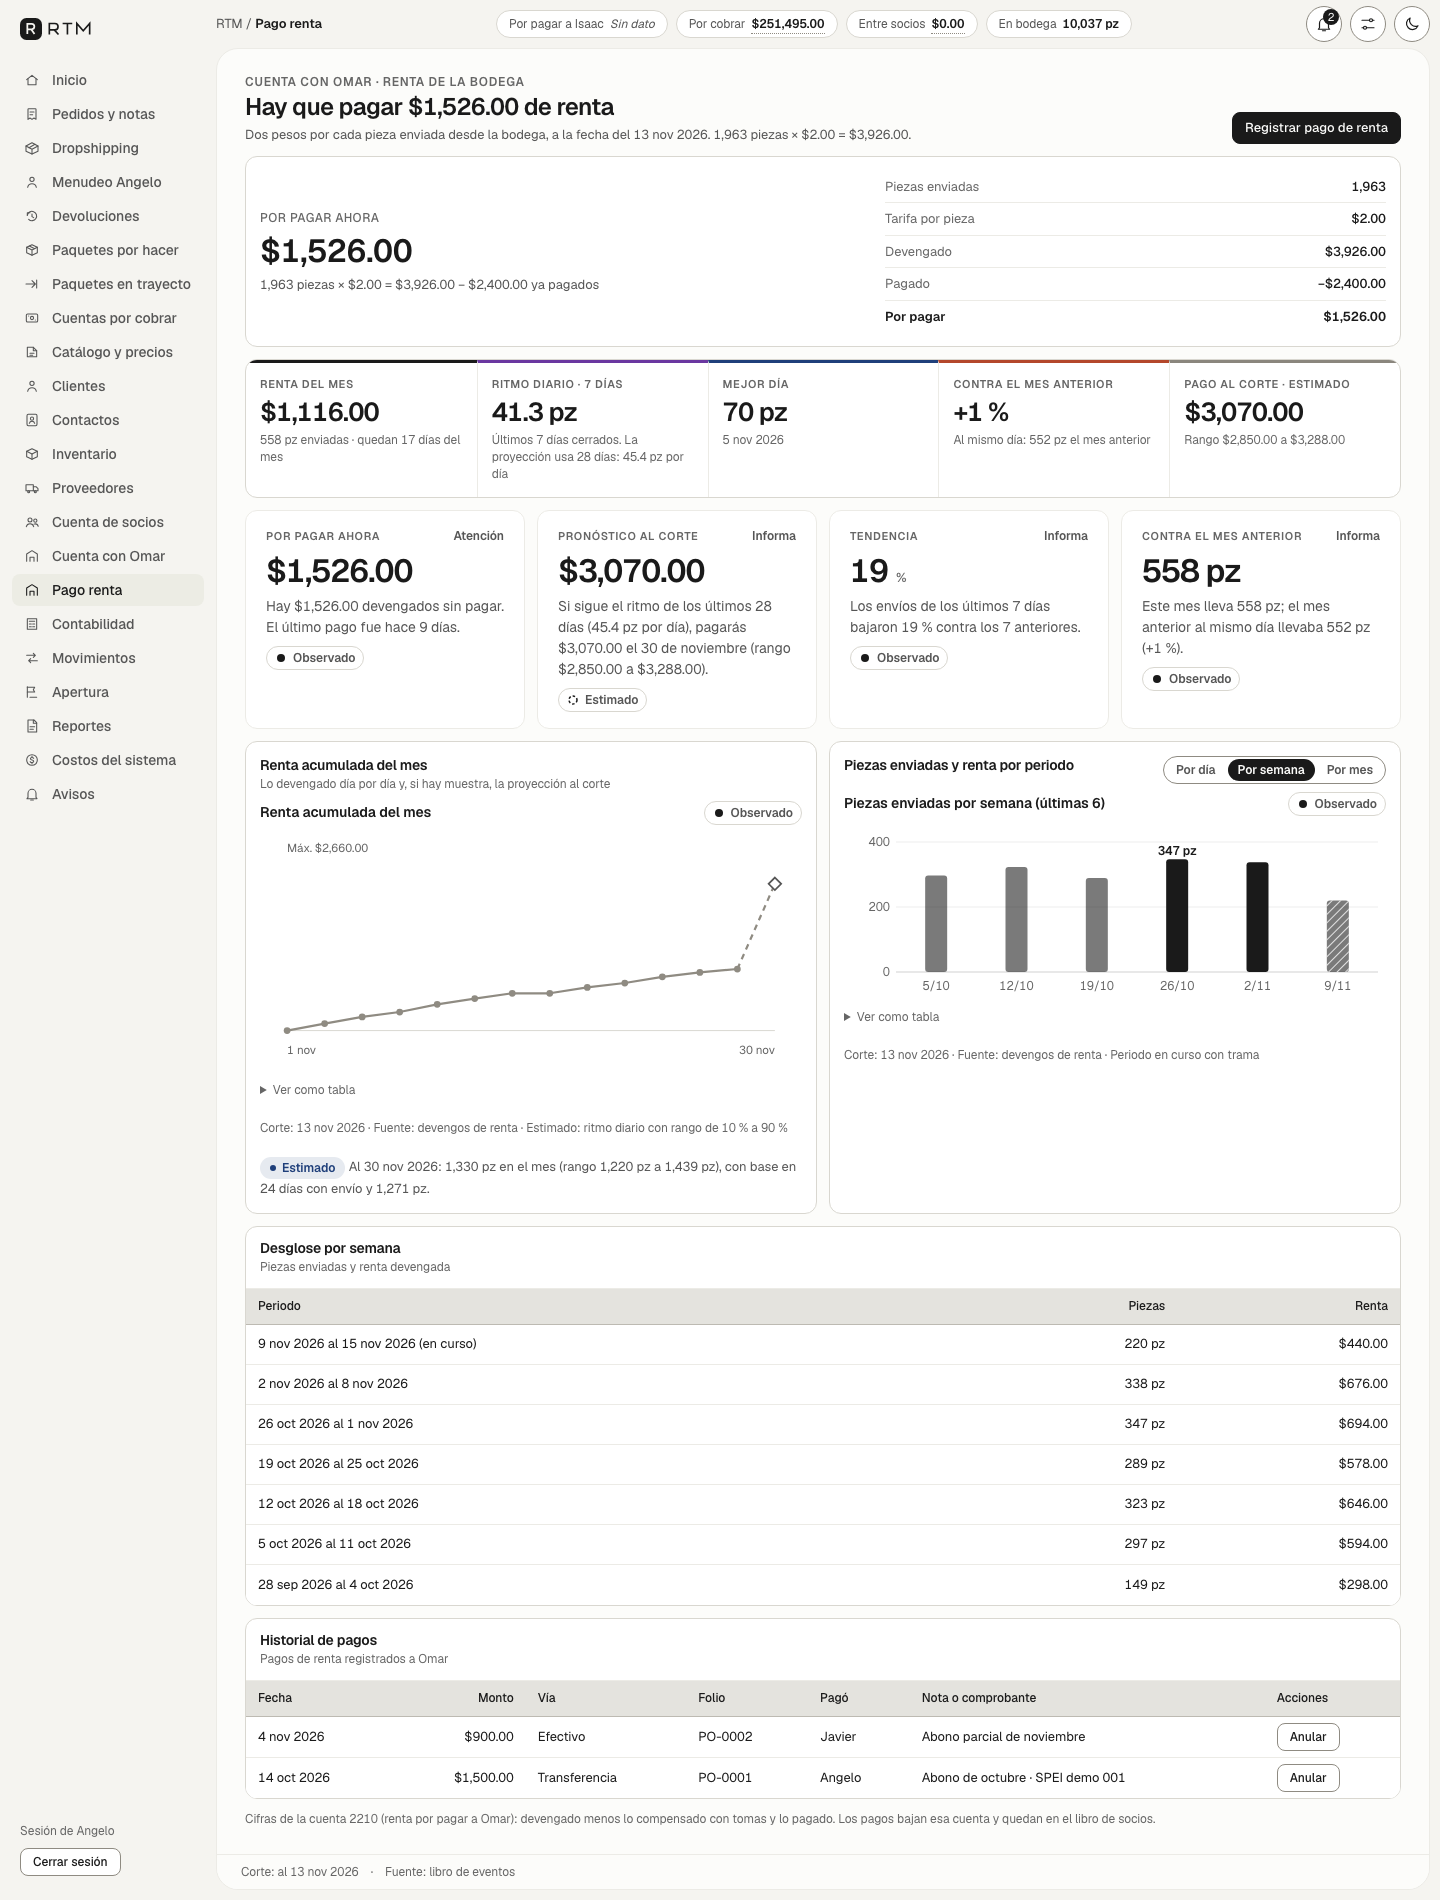 R RTM
RTM / Pago renta
Por pagar a Isaac Sin dato
Por cobrar $251,495.00
Entre socios $0.00
En bodega 10,037 pz
2
Inicio
Pedidos y notas
Dropshipping
Menudeo Angelo
Devoluciones
Paquetes por hacer
Paquetes en trayecto
Cuentas por cobrar
Catálogo y precios
Clientes
Contactos
Inventario
Proveedores
Cuenta de socios
Cuenta con Omar
Pago renta
Contabilidad
Movimientos
Apertura
Reportes
Costos del sistema
Avisos
Sesión de Angelo
Cerrar sesión
CUENTA CON OMAR · RENTA DE LA BODEGA
Hay que pagar $1,526.00 de renta
Dos pesos por cada pieza enviada desde la bodega, a la fecha del 13 nov 2026. 1,963 piezas × $2.00 = $3,926.00.
Registrar pago de renta
POR PAGAR AHORA
$1,526.00
1,963 piezas × $2.00 = $3,926.00 − $2,400.00 ya pagados
Piezas enviadas 1,963
Tarifa por pieza $2.00
Devengado $3,926.00
Pagado −$2,400.00
Por pagar $1,526.00
RENTA DEL MES
$1,116.00
558 pz enviadas · quedan 17 días del
mes
RITMO DIARIO · 7 DÍAS
41.3 pz
Últimos 7 días cerrados. La
proyección usa 28 días: 45.4 pz por
día
MEJOR DÍA
70 pz
5 nov 2026
CONTRA EL MES ANTERIOR
+1 %
Al mismo día: 552 pz el mes anterior
PAGO AL CORTE · ESTIMADO
$3,070.00
Rango $2,850.00 a $3,288.00
POR PAGAR AHORA Atención
$1,526.00
Hay $1,526.00 devengados sin pagar.
El último pago fue hace 9 días.
Observado
PRONÓSTICO AL CORTE Informa
$3,070.00
Si sigue el ritmo de los últimos 28
días (45.4 pz por día), pagarás
$3,070.00 el 30 de noviembre (rango
$2,850.00 a $3,288.00).
Estimado
TENDENCIA Informa
19 %
Los envíos de los últimos 7 días
bajaron 19 % contra los 7 anteriores.
Observado
CONTRA EL MES ANTERIOR Informa
558 pz
Este mes lleva 558 pz; el mes
anterior al mismo día llevaba 552 pz
(+1 %).
Observado
Renta acumulada del mes
Lo devengado día por día y, si hay muestra, la proyección al corte
Renta acumulada del mes Observado
Máx. $2,660.00
1 nov 30 nov
Ver como tabla
Corte: 13 nov 2026 · Fuente: devengos de renta · Estimado: ritmo diario con rango de 10 % a 90 %
Estimado Al 30 nov 2026: 1,330 pz en el mes (rango 1,220 pz a 1,439 pz), con base en
24 días con envío y 1,271 pz.
Piezas enviadas y renta por periodo
Por día Por semana Por mes
Piezas enviadas por semana (últimas 6) Observado
400
347 pz
200
0
5/10 12/10 19/10 26/10 2/11 9/11
Ver como tabla
Corte: 13 nov 2026 · Fuente: devengos de renta · Periodo en curso con trama
Desglose por semana
Piezas enviadas y renta devengada
Periodo Piezas Renta
9 nov 2026 al 15 nov 2026 (en curso) 220 pz $440.00
2 nov 2026 al 8 nov 2026 338 pz $676.00
26 oct 2026 al 1 nov 2026 347 pz $694.00
19 oct 2026 al 25 oct 2026 289 pz $578.00
12 oct 2026 al 18 oct 2026 323 pz $646.00
5 oct 2026 al 11 oct 2026 297 pz $594.00
28 sep 2026 al 4 oct 2026 149 pz $298.00
Historial de pagos
Pagos de renta registrados a Omar
Fecha Monto Vía Folio Pagó Nota o comprobante Acciones
4 nov 2026 $900.00 Efectivo PO-0002 Javier Abono parcial de noviembre Anular
14 oct 2026 $1,500.00 Transferencia PO-0001 Angelo Abono de octubre · SPEI demo 001 Anular
Cifras de la cuenta 2210 (renta por pagar a Omar): devengado menos lo compensado con tomas y lo pagado. Los pagos bajan esa cuenta y quedan en el libro de socios.
Corte: al 13 nov 2026 · Fuente: libro de eventos